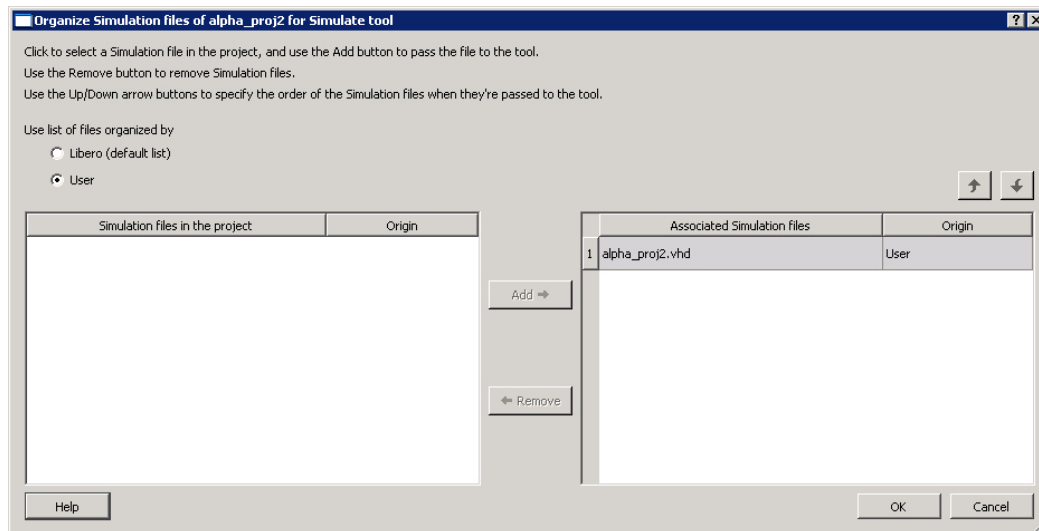 Organize Simulation files of alpha_proj2 for Simulate tool
Click to select a Simulation file in the project, and use the Add button to pass the file to the tool.
Use the Remove button to remove Simulation files.
Use the Up/Down arrow buttons to specify the order of the Simulation files when they're passed to the tool.
Use list of files organized by
Libero (default list)
User
Simulation files in the project Origin
Add
Remove
Associated Simulation files Origin
1 alpha_proj2.vhd User
Help
OK
Cancel